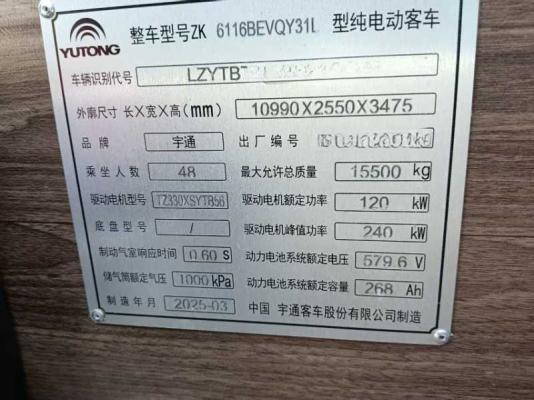 YUTONG 整车型号ZK 6116BEVQY31L 型纯电动客车
车辆识别代号 LZYTB
外廓尺寸 长X宽X高(mm) 10990X2550X3475
品牌 宇通 出厂编号
乘坐人数 48 最大允许总质量 15500 kg
驱动电机型号 TZ330XSYTB56 驱动电机额定功率 120 kW
底盘型号 / 驱动电机峰值功率 240 kW
制动气室响应时间 0.60 S 动力电池系统额定电压 579.6 V
储气筒额定气压 1000 kPa 动力电池系统额定容量 268 Ah
制造年月 2025-03 中国 宇通客车股份有限公司制造